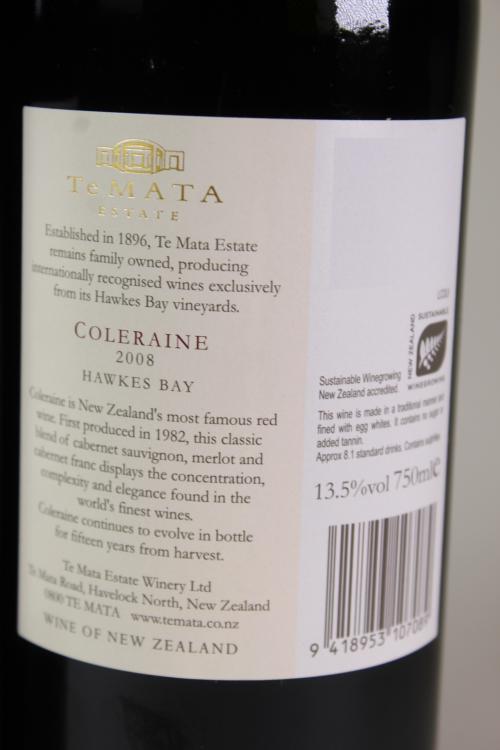 Te MATA
ESTATE
Established in 1896, Te Mata Estate
remains family owned, producing
internationally recognised wines exclusively
from its Hawkes Bay vineyards.
COLERAINE
2008
HAWKES BAY
Coleraine is New Zealand's most famous red
wine. First produced in 1982, this classic
blend of cabernet sauvignon, merlot and
cabernet franc displays the concentration,
complexity and elegance found in the
world's finest wines.
Coleraine continues to evolve in bottle
for fifteen years from harvest.
Te Mata Estate Winery Ltd
Te Mata Road, Havelock North, New Zealand
0800 TE MATA www.temata.co.nz
WINE OF NEW ZEALAND
NEW ZEALAND
SUSTAINABLE
WINEGROWING
Sustainable Winegrowing
New Zealand accredited.
This wine is made in a traditional manner and
fined with egg whites. It contains no sugar or
added tannin.
Approx 8.1 standard drinks. Contains sulphites.
13.5%vol 750ml e
9 418953 107089